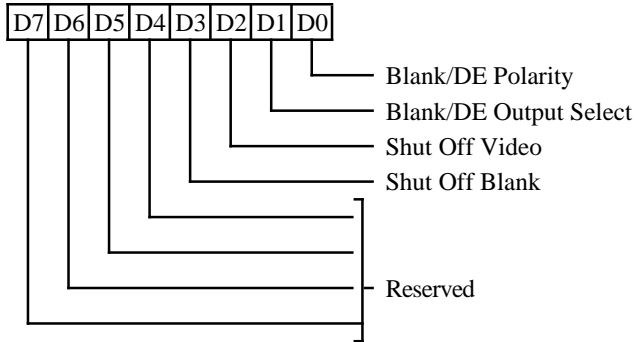 D7 D6 D5 D4 D3 D2 D1 D0
Blank/DE Polarity
Blank/DE Output Select
Shut Off Video
Shut Off Blank
Reserved